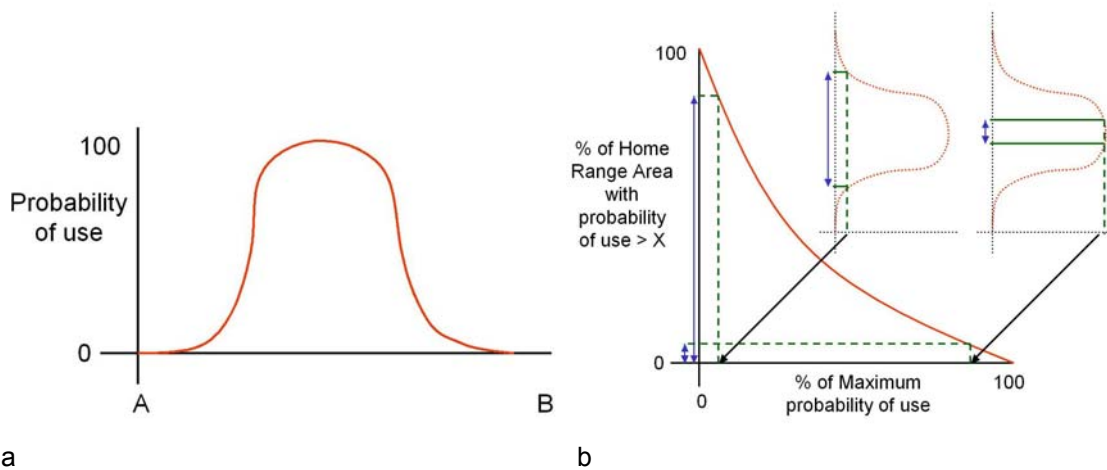 100
Probability
of use
0
A
B
a
100
% of Home
Range Area
with
probability
of use > X
0
0
% of Maximum
probability of use
100
b